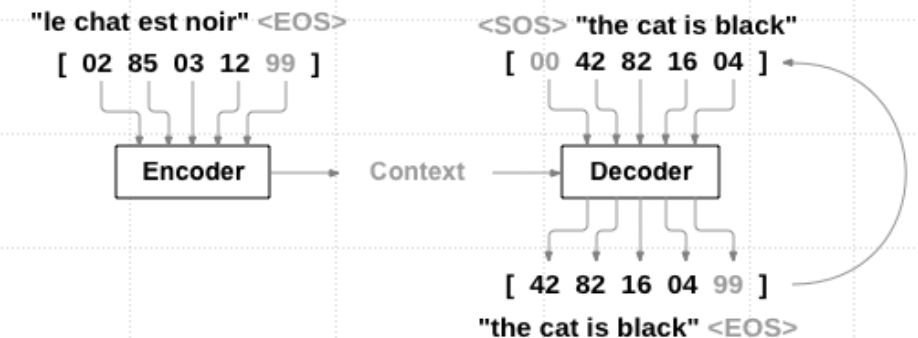 "le chat est noir" <EOS>
[ 02 85 03 12 99 ]
<SOS> "the cat is black"
[ 00 42 82 16 04 ]
Encoder
Context
Decoder
[ 42 82 16 04 99 ]
"the cat is black" <EOS>